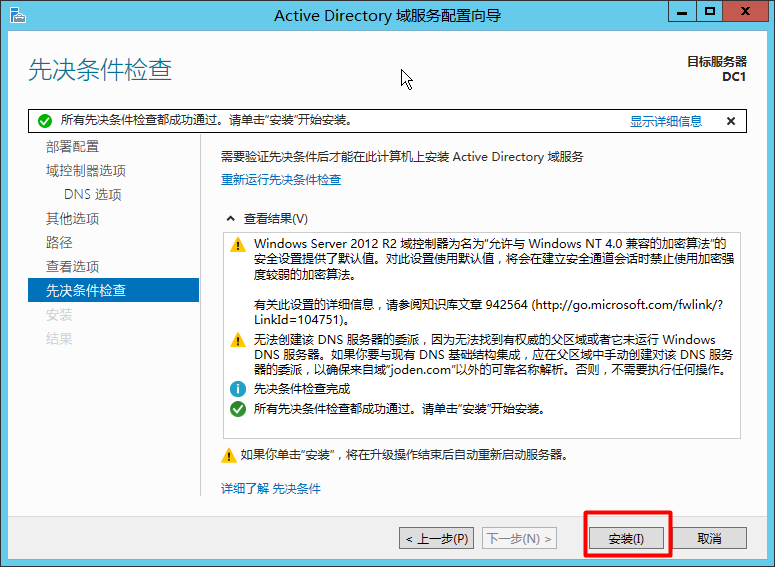 Active Directory 域服务配置向导
先决条件检查
目标服务器
DC1
所有先决条件检查都成功通过。请单击"安装"开始安装。
显示详细信息
部署配置
域控制器选项
DNS 选项
其他选项
路径
查看选项
先决条件检查
安装
结果
需要验证先决条件后才能在此计算机上安装 Active Directory 域服务
重新运行先决条件检查
查看结果(V)
Windows Server 2012 R2 域控制器为名为"允许与 Windows NT 4.0 兼容的加密算法"的
安全设置提供了默认值。对此设置使用默认值，将会在建立安全通道会话时禁止使用加密强
度较弱的加密算法。
有关此设置的详细信息，请参阅知识库文章 942564 (http://go.microsoft.com/fwlink/?
LinkId=104751)。
无法创建该 DNS 服务器的委派，因为无法找到有权威的父区域或者它未运行 Windows
DNS 服务器。如果你要与现有 DNS 基础结构集成，应在父区域中手动创建对该 DNS 服务
器的委派，以确保来自域"joden.com"以外的可靠名称解析。否则，不需要执行任何操作。
先决条件检查完成
所有先决条件检查都成功通过。请单击"安装"开始安装。
如果你单击"安装"，将在升级操作结束后自动重新启动服务器。
详细了解 先决条件
< 上一步(P)
下一步(N) >
安装(I)
取消